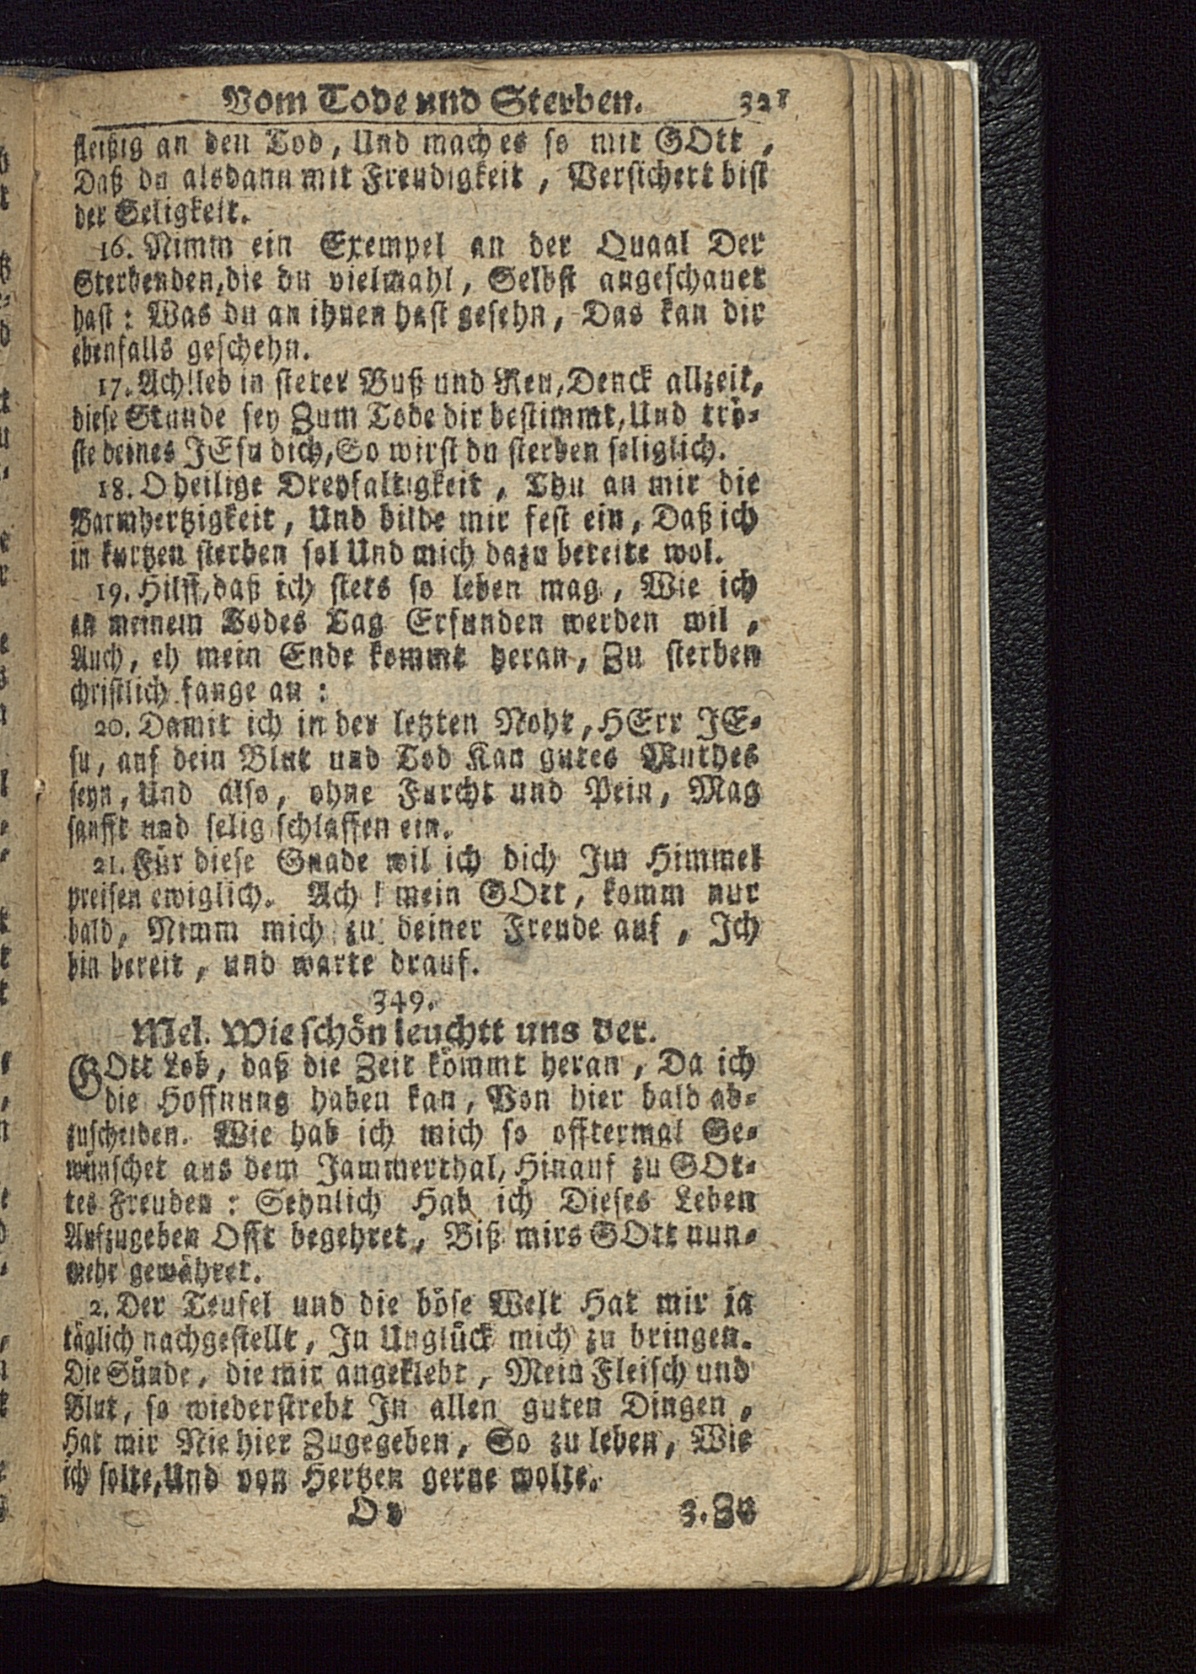 Vom Tode und Sterben. 321
fleißig an den Tod, Und mach es so mit GOtt,
Daß du alsdann mit Freudigkeit, Versichert bist
der Seligkeit.
16. Nimm ein Exempel an der Quaal Der
Sterbenden, die du vielmahl, Selbst angeschauet
hast: Was du an ihnen hast gesehn, Das kan dir
ebenfalls geschehn.
17. Ach! leb in steter Buß und Reu, Denck allzeit,
diese Stunde sey Zum Tode dir bestimmt, Und trö-
ste deines JEsu dich, So wirst du sterben seliglich.
18. O heilige Dreyfaltigkeit, Thu an mir die
Barmhertzigkeit, Und bilde mir fest ein, Daß ich
in kurtzen sterben sol Und mich dazu bereite wol.
19. Hilff, daß ich stets so leben mag, Wie ich
an meinem Todes Tag Erfunden werden wil,
Auch, eh mein Ende kommt heran, Zu sterben
christlich fange an:
20. Damit ich in der letzten Noht, HErr JE-
su, auf dein Blut und Tod Kan gutes Muthes
seyn, Und also, ohne Furcht und Pein, Mag
sanfft und selig schlaffen ein.
21. Für diese Gnade wil ich dich Im Himmel
preisen ewiglich. Ach! mein GOtt, komm nur
bald, Nimm mich zu deiner Freude auf, Ich
bin bereit, und warte drauf.
349.
Mel. Wie schön leuchtt uns der.
GOtt Lob, daß die Zeit kömmt heran, Da ich
die Hoffnung haben kan, Von hier bald ab-
zuscheiden. Wie hab ich mich so offtermal Ge-
wünschet aus dem Jammerthal, Hinauf zu GOt-
tes Freuden: Sehnlich Hab ich Dieses Leben
Aufzugeben Offt begehret, Biß mirs GOtt nun-
mehr gewähret.
2. Der Teufel und die böse Welt Hat mir ja
täglich nachgestellt, In Unglück mich zu bringen.
Die Sünde, die mir angeklebt, Mein Fleisch und
Blut, so wiederstrebt In allen guten Dingen,
Hat mir Nie hier Zugegeben, So zu leben, Wie
ich solte, Und von Hertzen gerne wolte.
3. Zu